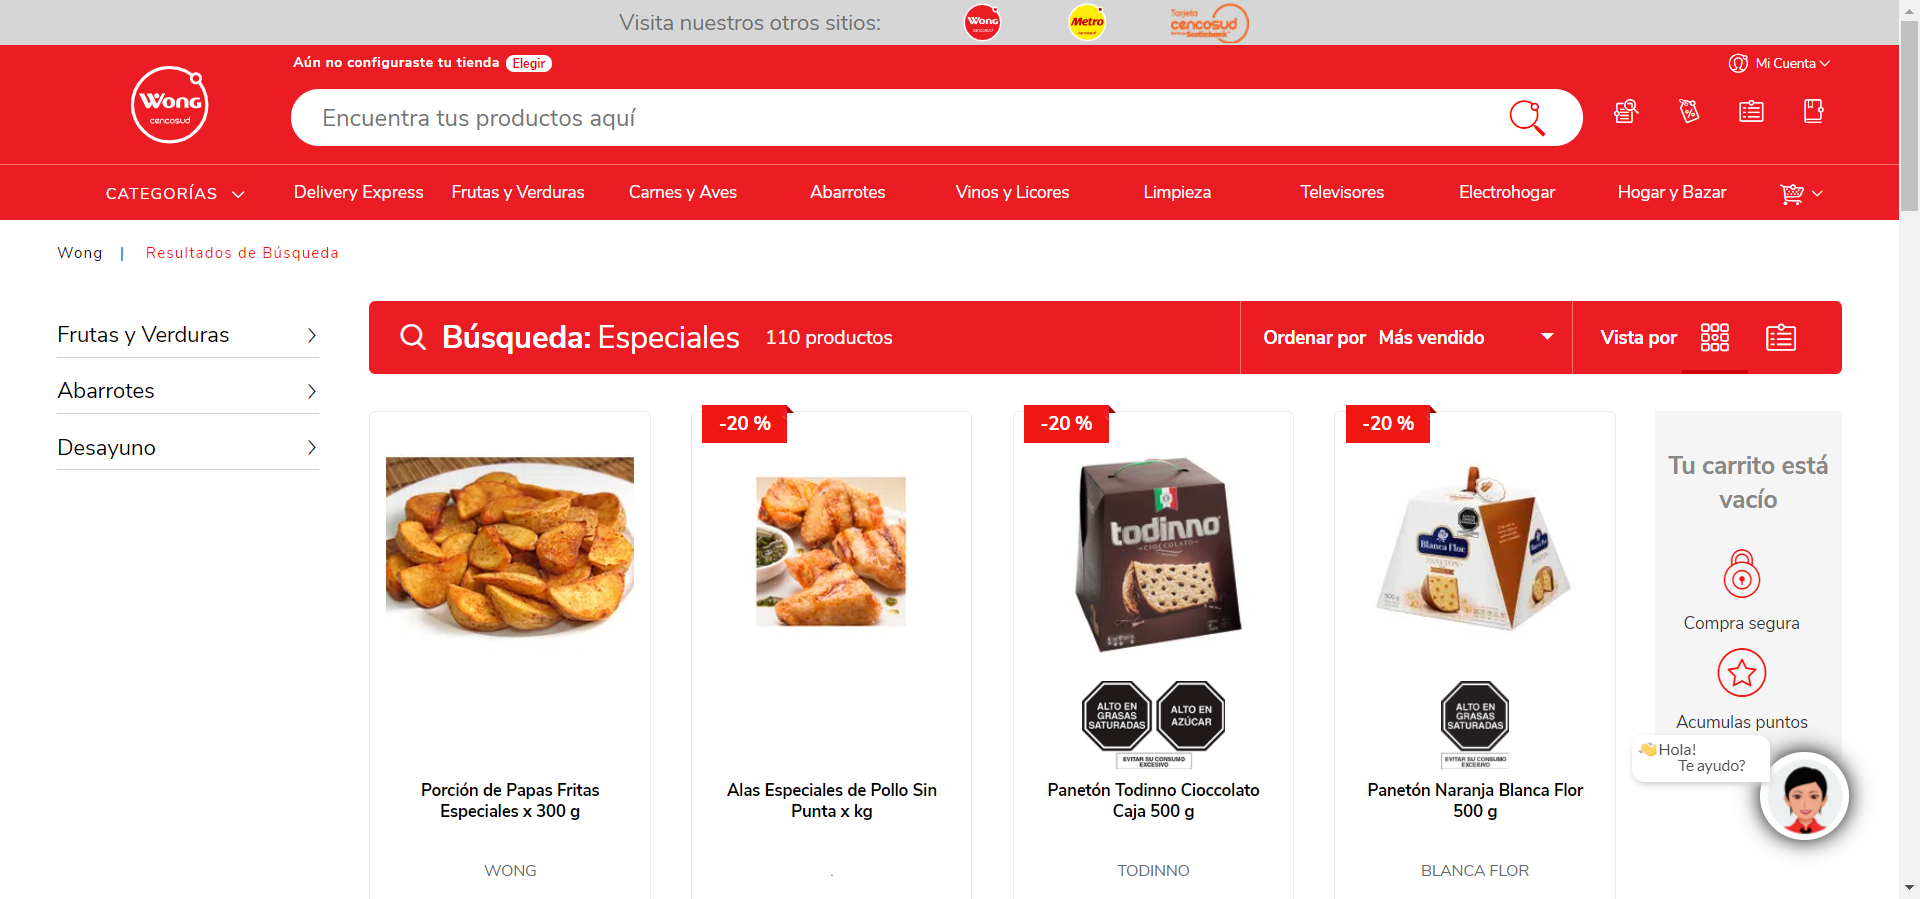 Visita nuestros otros sitios:
Wong
cencosud
Metro
cencosud
Tarjeta
cencosud
Scotiabank
Aún no configuraste tu tienda Elegir
Mi Cuenta
Wong
cencosud
Encuentra tus productos aquí
CATEGORÍAS
Delivery Express
Frutas y Verduras
Carnes y Aves
Abarrotes
Vinos y Licores
Limpieza
Televisores
Electrohogar
Hogar y Bazar
Wong | Resultados de Búsqueda
Frutas y Verduras
Abarrotes
Desayuno
Búsqueda: Especiales 110 productos
Ordenar por Más vendido
Vista por
-20 %
-20 %
-20 %
todinno
CIOCCOLATO
Blanca Flor
PANETÓN
ALTO EN
GRASAS
SATURADAS
ALTO EN
AZÚCAR
EVITAR SU CONSUMO
EXCESIVO
ALTO EN
GRASAS
SATURADAS
EVITAR SU CONSUMO
EXCESIVO
Porción de Papas Fritas
Especiales x 300 g
WONG
Alas Especiales de Pollo Sin
Punta x kg
.
Panetón Todinno Cioccolato
Caja 500 g
TODINNO
Panetón Naranja Blanca Flor
500 g
BLANCA FLOR
Tu carrito está
vacío
Compra segura
Acumulas puntos
Hola!
Te ayudo?